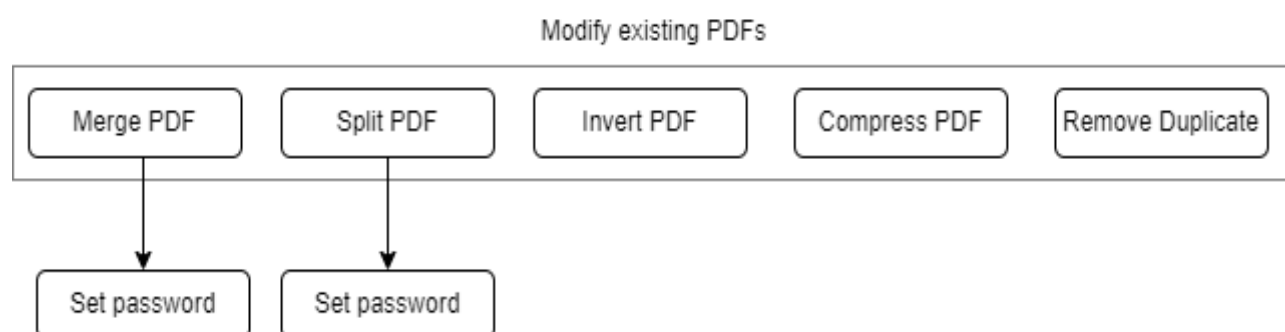 Modify existing PDFs
Merge PDF
Split PDF
Invert PDF
Compress PDF
Remove Duplicate
Set password
Set password